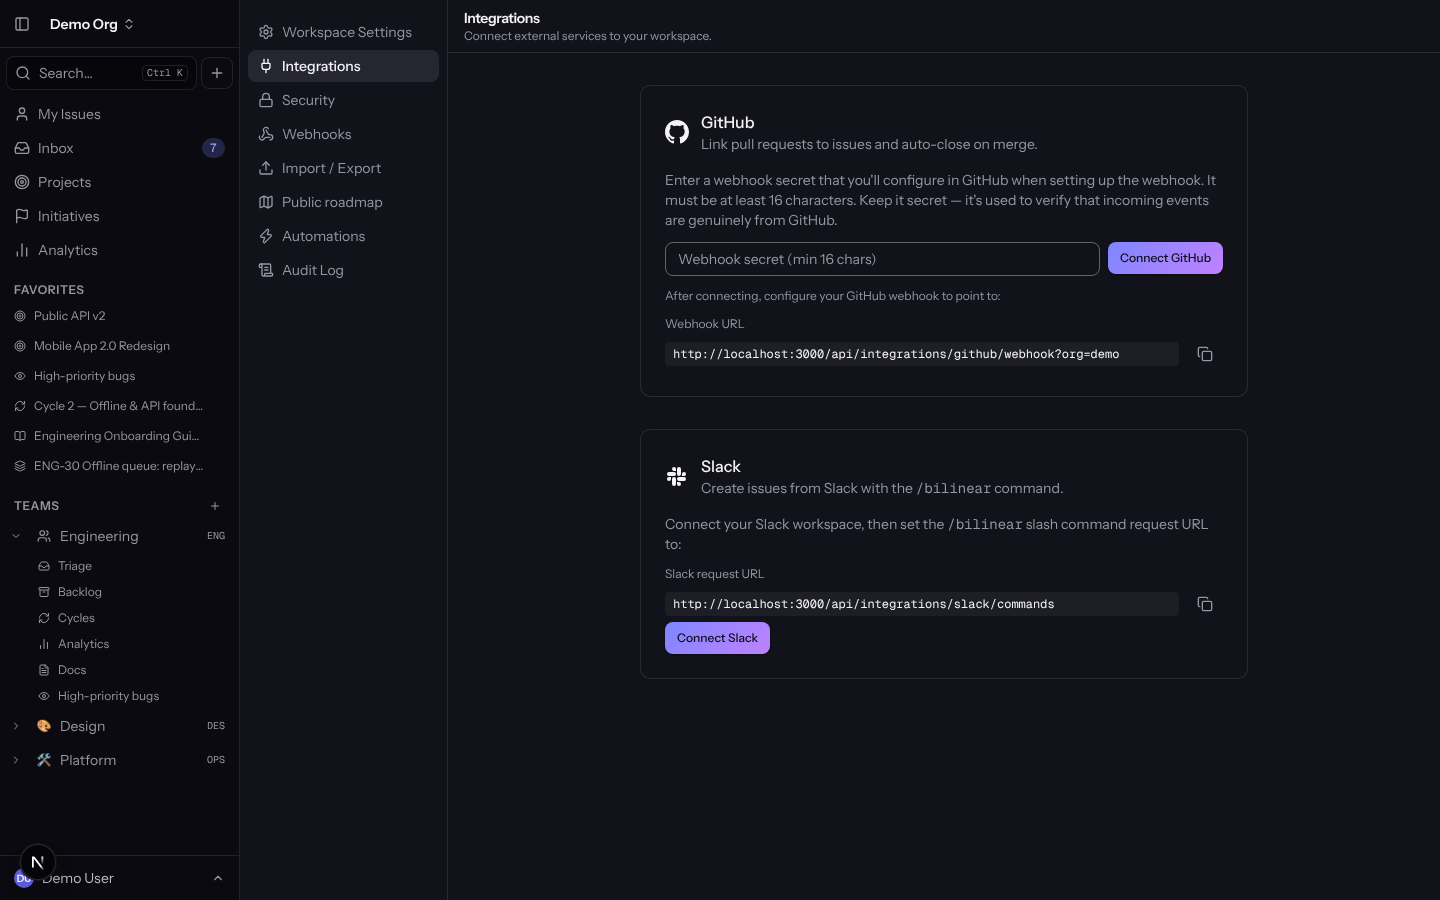 Demo Org
Search...
Ctrl K
My Issues
Inbox
7
Projects
Initiatives
Analytics
FAVORITES
Public API v2
Mobile App 2.0 Redesign
High-priority bugs
Cycle 2 — Offline & API found...
Engineering Onboarding Gui...
ENG-30 Offline queue: replay...
TEAMS
Engineering
ENG
Triage
Backlog
Cycles
Analytics
Docs
High-priority bugs
Design
DES
Platform
OPS
N
Demo User
Workspace Settings
Integrations
Security
Webhooks
Import / Export
Public roadmap
Automations
Audit Log
Integrations
Connect external services to your workspace.
GitHub
Link pull requests to issues and auto-close on merge.
Enter a webhook secret that you'll configure in GitHub when setting up the webhook. It
must be at least 16 characters. Keep it secret — it's used to verify that incoming events
are genuinely from GitHub.
Webhook secret (min 16 chars)
Connect GitHub
After connecting, configure your GitHub webhook to point to:
Webhook URL
http://localhost:3000/api/integrations/github/webhook?org=demo
Slack
Create issues from Slack with the /bilinear command.
Connect your Slack workspace, then set the /bilinear slash command request URL
to:
Slack request URL
http://localhost:3000/api/integrations/slack/commands
Connect Slack